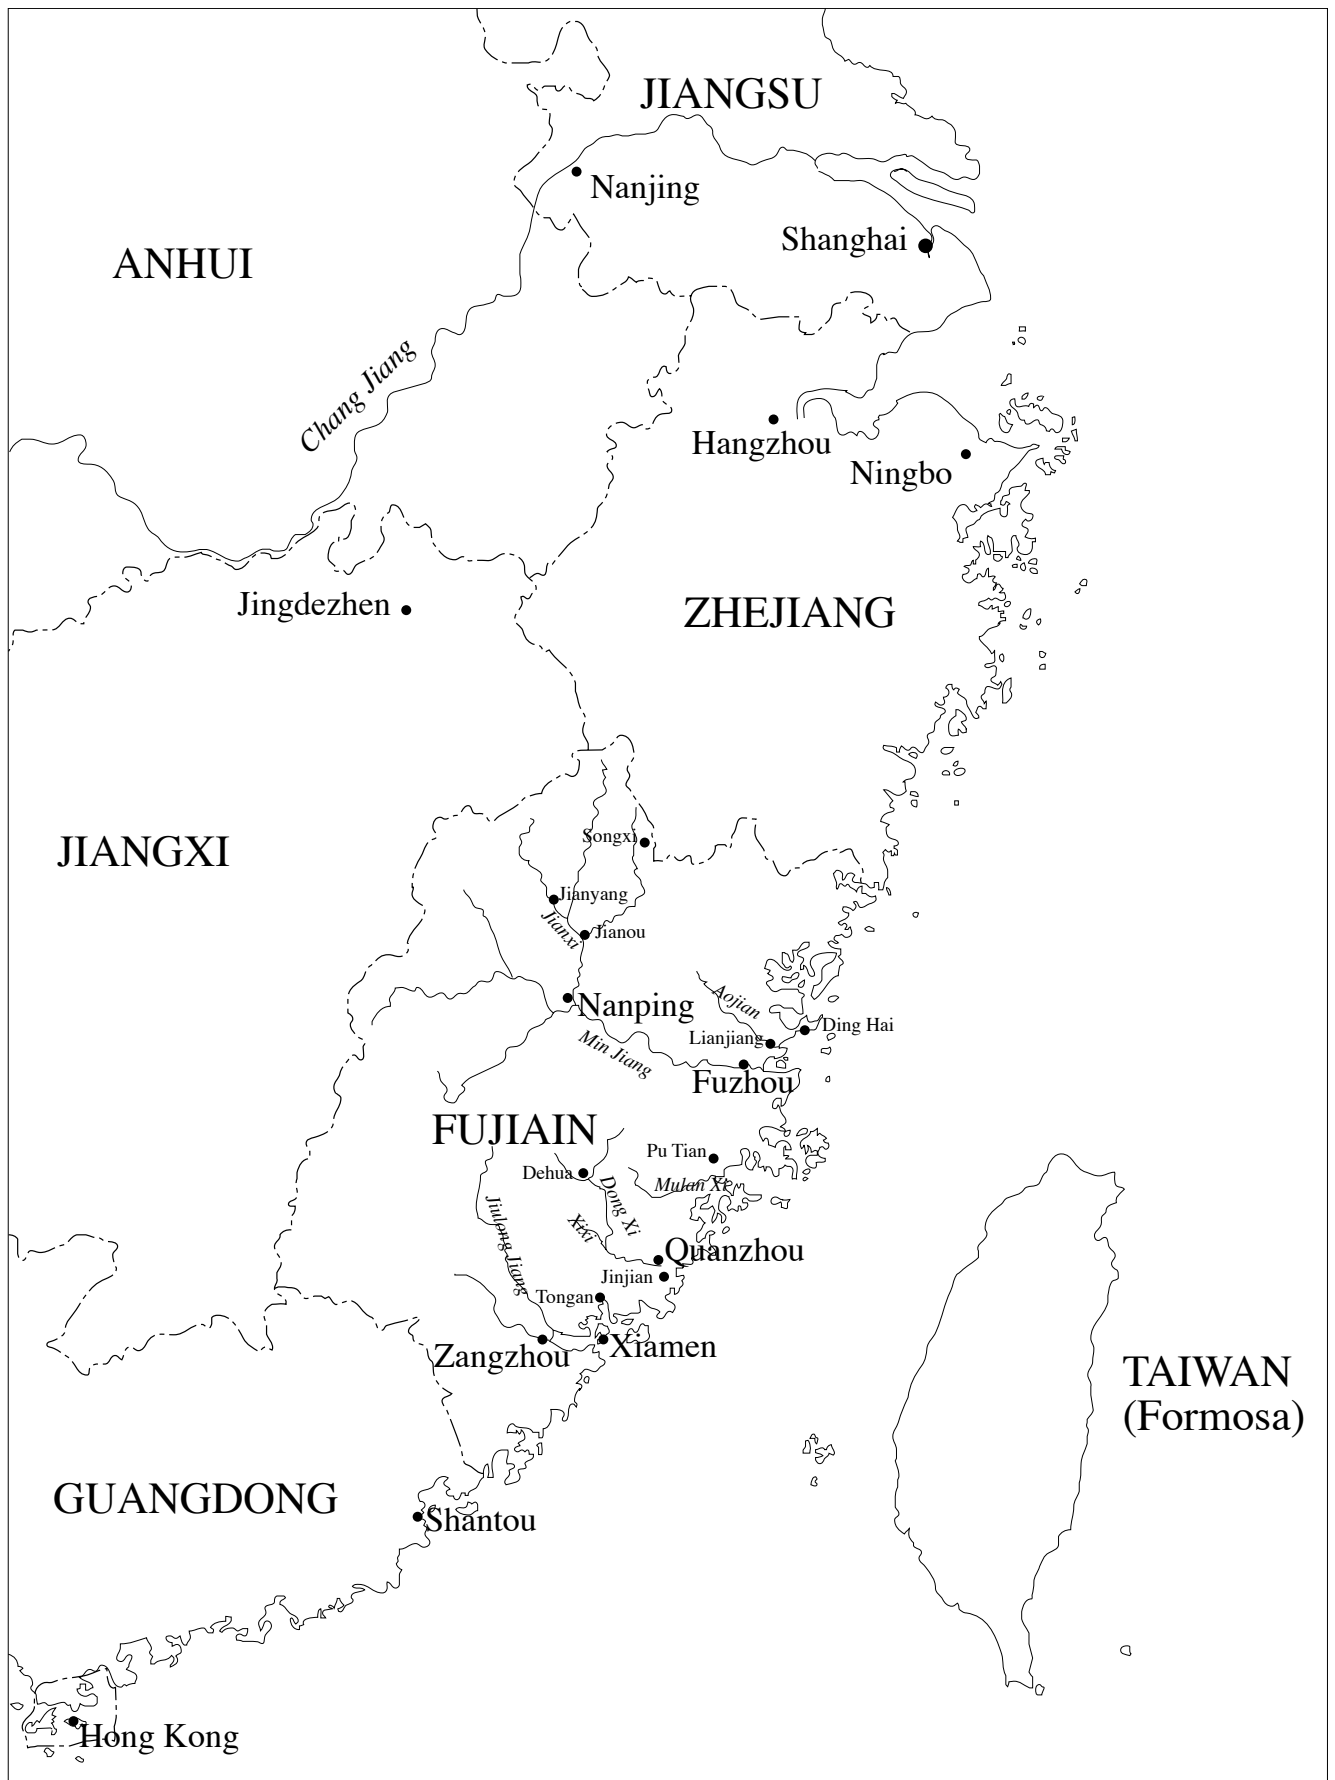 JIANGSU
Nanjing
Shanghai
ANHUI
Chang Jiang
Hangzhou
Ningbo
Jingdezhen
ZHEJIANG
Songxi
JIANGXI
Jianyang
Jianxi
Jianou
Nanping
Aojian
Ding Hai
Lianjiang
Min Jiang
Fuzhou
FUJIAIN
Pu Tian
Dehua
Mulan Xi
Dong Xi
Jiulong Jiang
Xixi
Quanzhou
Jinjian
Tongan
Xiamen
Zangzhou
TAIWAN
(Formosa)
GUANGDONG
Shantou
Hong Kong